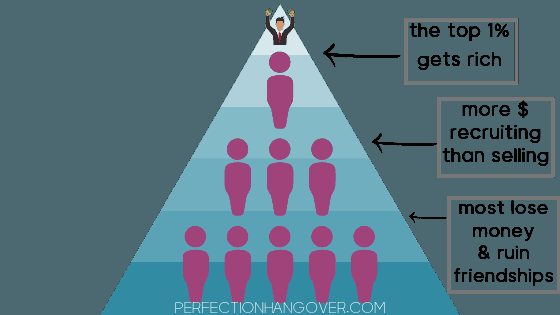 the top 1%
gets rich
more $
recruiting
than selling
most lose
money
& ruin
friendships
PERFECTIONHANGOVER.COM